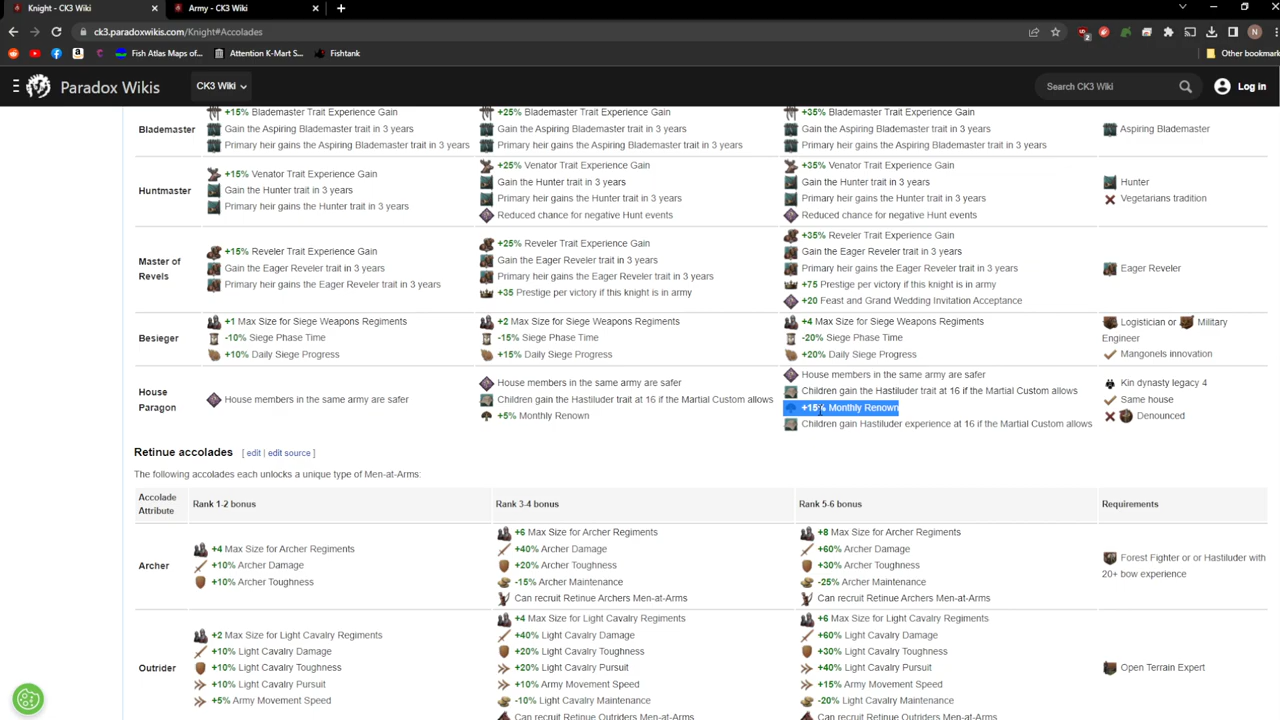 Knight - CK3 Wiki
Army - CK3 Wiki
ck3.paradoxwikis.com/Knight#Accolades
Fish Atlas Maps of...
Attention K-Mart S...
Fishtank
Other bookmark
Paradox Wikis
CK3 Wiki
Search CK3 Wiki
Log in
Blademaster
+15% Blademaster Trait Experience Gain
Gain the Aspiring Blademaster trait in 3 years
Primary heir gains the Aspiring Blademaster trait in 3 years
+25% Blademaster Trait Experience Gain
Gain the Aspiring Blademaster trait in 3 years
Primary heir gains the Aspiring Blademaster trait in 3 years
+35% Blademaster Trait Experience Gain
Gain the Aspiring Blademaster trait in 3 years
Primary heir gains the Aspiring Blademaster trait in 3 years
Aspiring Blademaster
Huntmaster
+15% Venator Trait Experience Gain
Gain the Hunter trait in 3 years
Primary heir gains the Hunter trait in 3 years
+25% Venator Trait Experience Gain
Gain the Hunter trait in 3 years
Primary heir gains the Hunter trait in 3 years
Reduced chance for negative Hunt events
+35% Venator Trait Experience Gain
Gain the Hunter trait in 3 years
Primary heir gains the Hunter trait in 3 years
Reduced chance for negative Hunt events
Hunter
Vegetarians tradition
Master of
Revels
+15% Reveler Trait Experience Gain
Gain the Eager Reveler trait in 3 years
Primary heir gains the Eager Reveler trait in 3 years
+25% Reveler Trait Experience Gain
Gain the Eager Reveler trait in 3 years
Primary heir gains the Eager Reveler trait in 3 years
+35 Prestige per victory if this knight is in army
+35% Reveler Trait Experience Gain
Gain the Eager Reveler trait in 3 years
Primary heir gains the Eager Reveler trait in 3 years
+75 Prestige per victory if this knight is in army
+20 Feast and Grand Wedding Invitation Acceptance
Eager Reveler
Besieger
+1 Max Size for Siege Weapons Regiments
-10% Siege Phase Time
+10% Daily Siege Progress
+2 Max Size for Siege Weapons Regiments
-15% Siege Phase Time
+15% Daily Siege Progress
+4 Max Size for Siege Weapons Regiments
-20% Siege Phase Time
+20% Daily Siege Progress
Logistician or Military
Engineer
Mangonels innovation
House
Paragon
House members in the same army are safer
House members in the same army are safer
Children gain the Hastiluder trait at 16 if the Martial Custom allows
+5% Monthly Renown
House members in the same army are safer
Children gain the Hastiluder trait at 16 if the Martial Custom allows
+15% Monthly Renown
Children gain Hastiluder experience at 16 if the Martial Custom allows
Kin dynasty legacy 4
Same house
Denounced
Retinue accolades [ edit | edit source ]
The following accolades each unlocks a unique type of Men-at-Arms:
Accolade
Attribute
Rank 1-2 bonus
Rank 3-4 bonus
Rank 5-6 bonus
Requirements
Archer
+4 Max Size for Archer Regiments
+10% Archer Damage
+10% Archer Toughness
+6 Max Size for Archer Regiments
+40% Archer Damage
+20% Archer Toughness
-15% Archer Maintenance
Can recruit Retinue Archers Men-at-Arms
+8 Max Size for Archer Regiments
+60% Archer Damage
+30% Archer Toughness
-25% Archer Maintenance
Can recruit Retinue Archers Men-at-Arms
Forest Fighter or or Hastiluder with
20+ bow experience
Outrider
+2 Max Size for Light Cavalry Regiments
+10% Light Cavalry Damage
+10% Light Cavalry Toughness
+10% Light Cavalry Pursuit
+5% Army Movement Speed
+4 Max Size for Light Cavalry Regiments
+40% Light Cavalry Damage
+20% Light Cavalry Toughness
+20% Light Cavalry Pursuit
+10% Army Movement Speed
-10% Light Cavalry Maintenance
Can recruit Retinue Outriders Men-at-Arms
+6 Max Size for Light Cavalry Regiments
+60% Light Cavalry Damage
+30% Light Cavalry Toughness
+40% Light Cavalry Pursuit
+15% Army Movement Speed
-20% Light Cavalry Maintenance
Can recruit Retinue Outriders Men-at-Arms
Open Terrain Expert